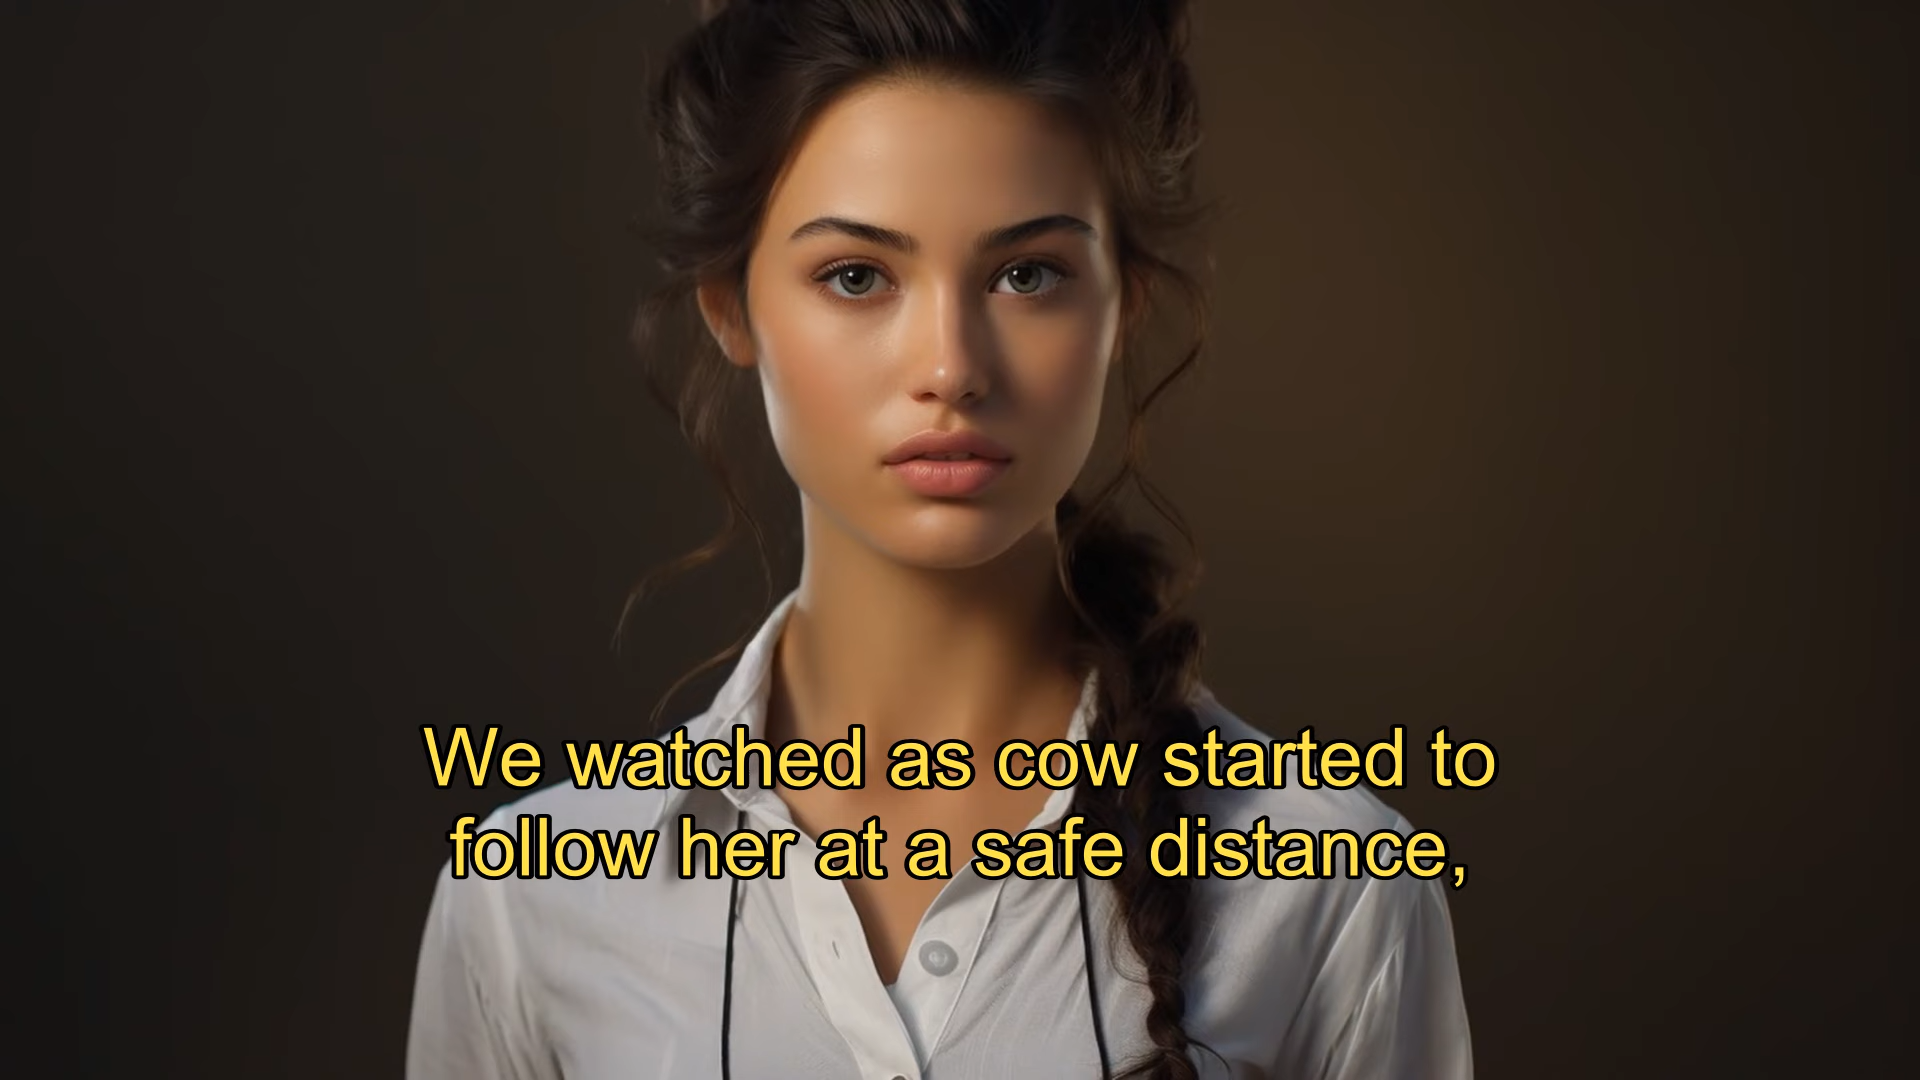 We watched as cow started to
follow her at a safe distance,